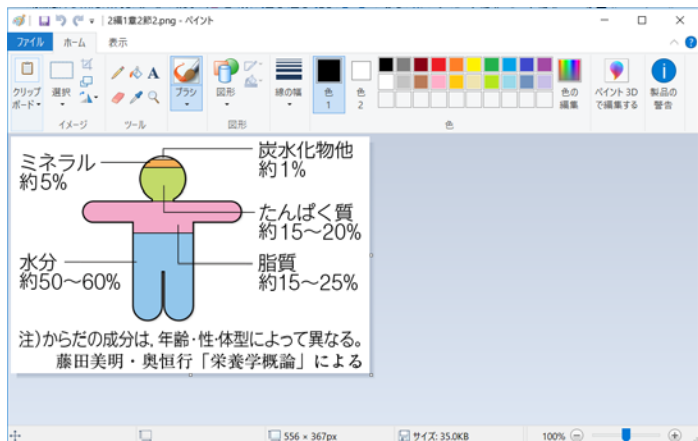 2編1章2節2.png - ペイント
ファイル ホーム 表示
クリップボード
選択
イメージ
A
ツール
ブラシ
図形
図形
線の幅
色
1
色
2
色の
編集
色
ペイント 3D
で編集する
製品の
警告
ミネラル
約5%
炭水化物他
約1%
たんぱく質
約15～20%
水分
約50～60%
脂質
約15～25%
注)からだの成分は,年齢・性・体型によって異なる。
藤田美明・奥恒行「栄養学概論」による
556 × 367px
サイズ: 35.0KB
100%